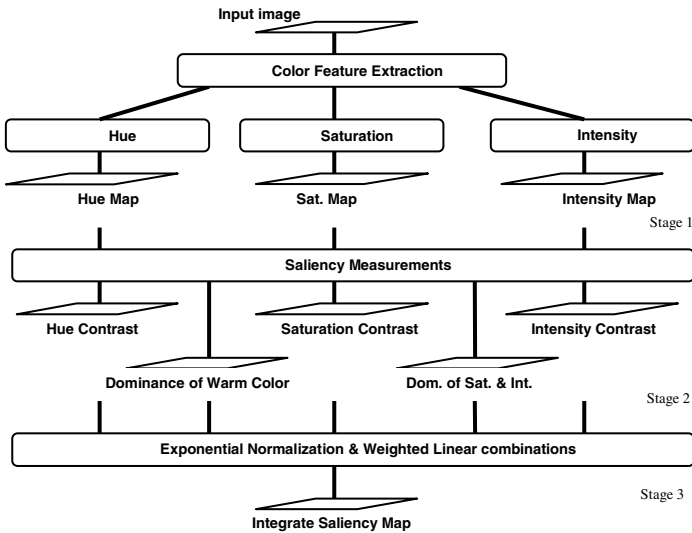 Input image
Color Feature Extraction
Hue
Saturation
Intensity
Hue Map
Sat. Map
Intensity Map
Stage 1
Saliency Measurements
Hue Contrast
Saturation Contrast
Intensity Contrast
Dominance of Warm Color
Dom. of Sat. & Int.
Stage 2
Exponential Normalization & Weighted Linear combinations
Stage 3
Integrate Saliency Map